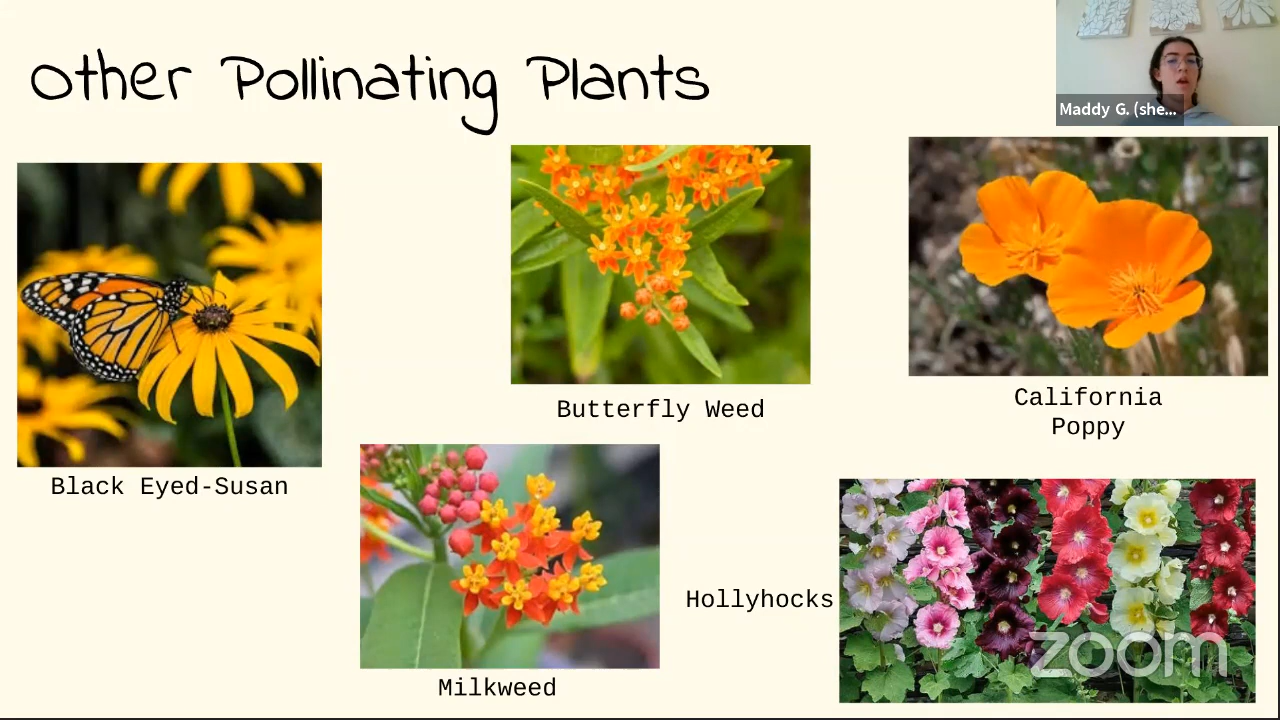 Other Pollinating Plants
Maddy G. (she...
Black Eyed-Susan
Butterfly Weed
California
Poppy
Milkweed
Hollyhocks
zoom